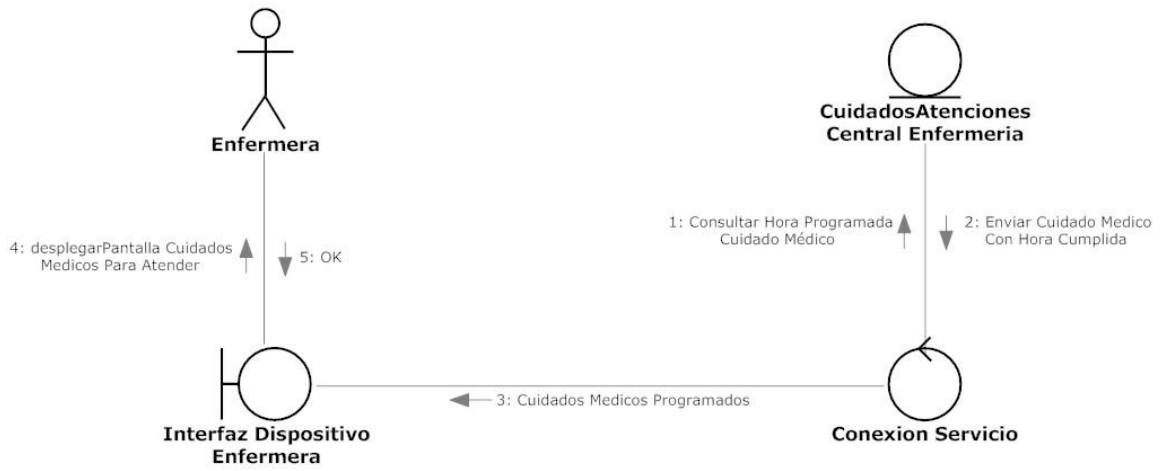 Enfermera
CuidadosAtenciones
Central Enfermeria
1: Consultar Hora Programada
Cuidado Médico
2: Enviar Cuidado Medico
Con Hora Cumplida
4: desplegarPantalla Cuidados
Medicos Para Atender
5: OK
3: Cuidados Medicos Programados
Interfaz Dispositivo
Enfermera
Conexion Servicio